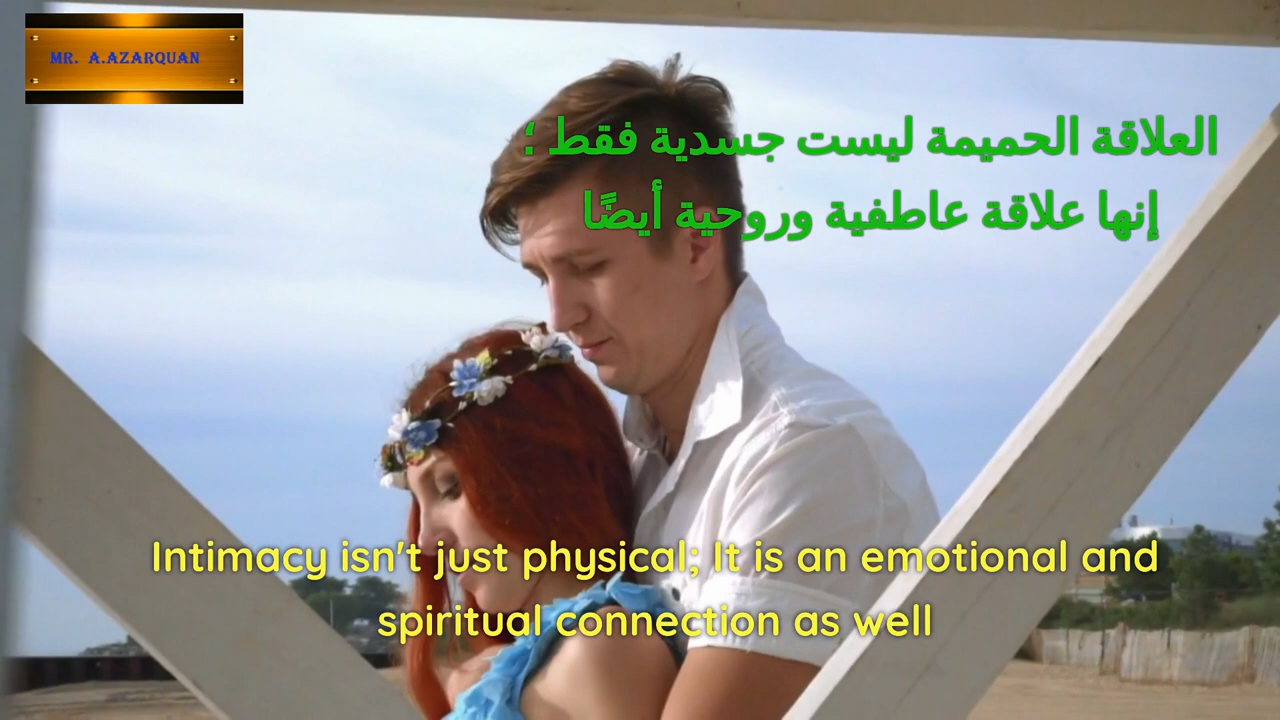 MR. A.AZARQUAN
العلاقة الحميمة ليست جسدية فقط ؛
إنها علاقة عاطفية وروحية أيضًا
Intimacy isn't just physical; It is an emotional and
spiritual connection as well